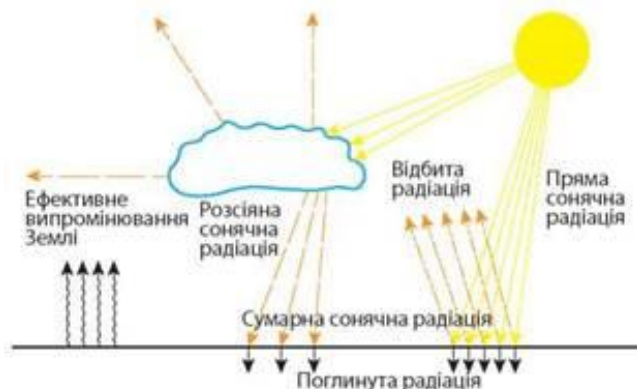 Ефективне
випромінювання
Землі
Розсіяна
сонячна
радіація
Відбита
радіація
Пряма
сонячна
радіація
Сумарна сонячна радіація
Поглинута радіація